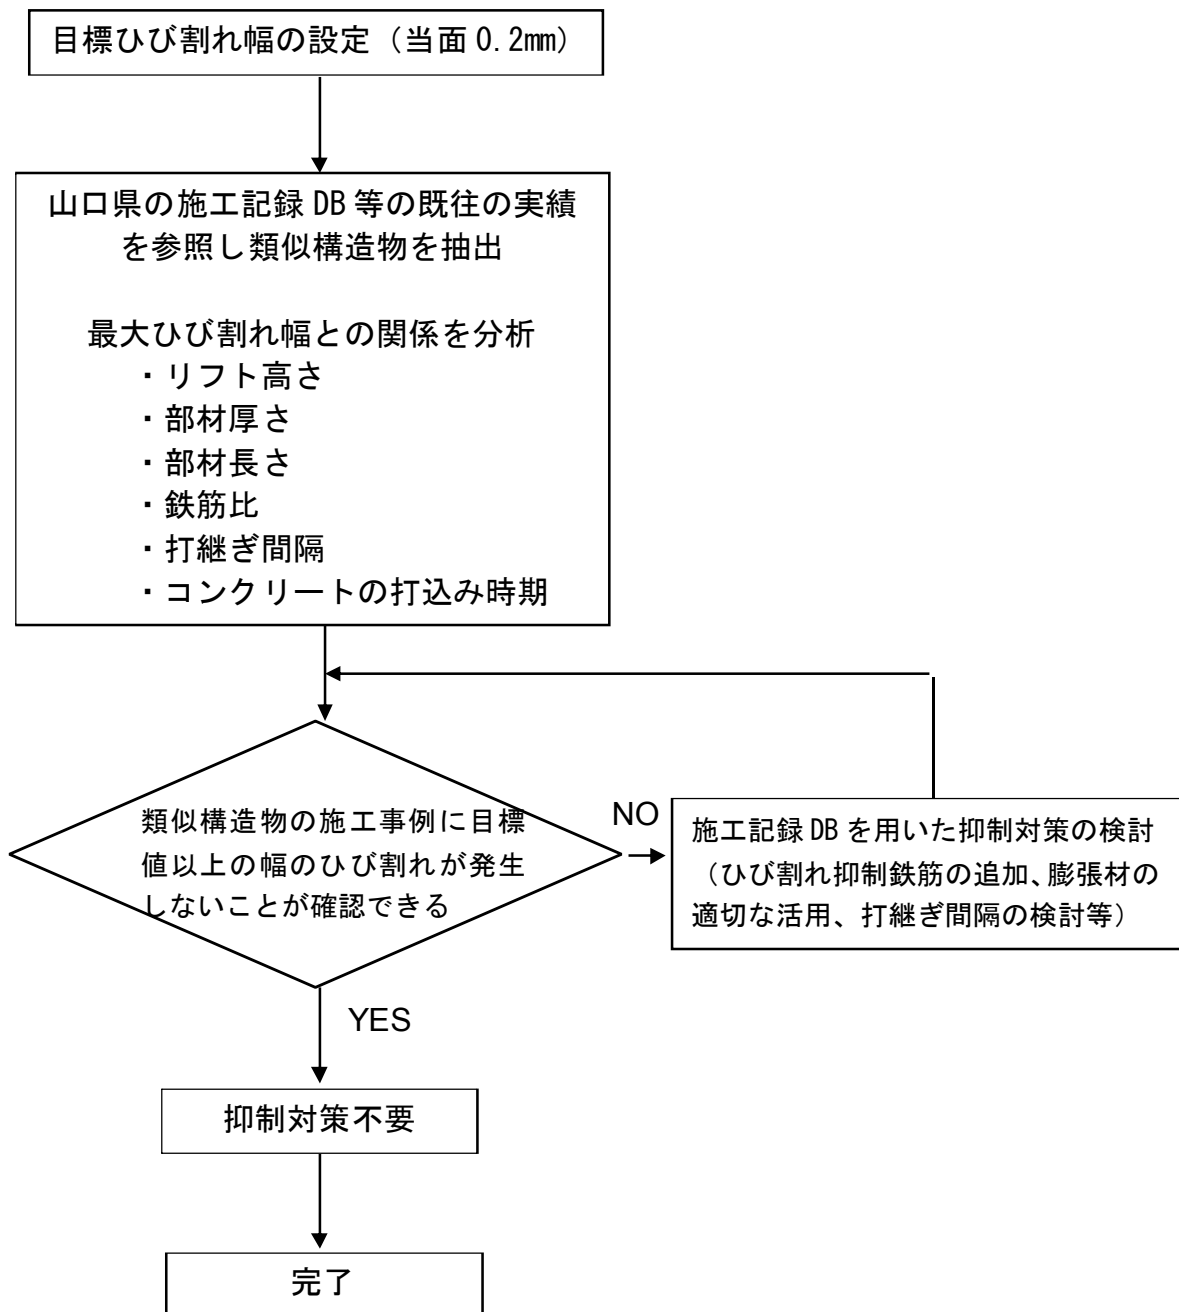 目標ひび割れ幅の設定（当面 0.2mm）
山口県の施工記録 DB 等の既往の実績
を参照し類似構造物を抽出
最大ひび割れ幅との関係を分析
・リフト高さ
・部材厚さ
・部材長さ
・鉄筋比
・打継ぎ間隔
・コンクリートの打込み時期
類似構造物の施工事例に目標
値以上の幅のひび割れが発生
しないことが確認できる
NO
施工記録 DB を用いた抑制対策の検討
（ひび割れ抑制鉄筋の追加、膨張材の
適切な活用、打継ぎ間隔の検討等）
YES
抑制対策不要
完了